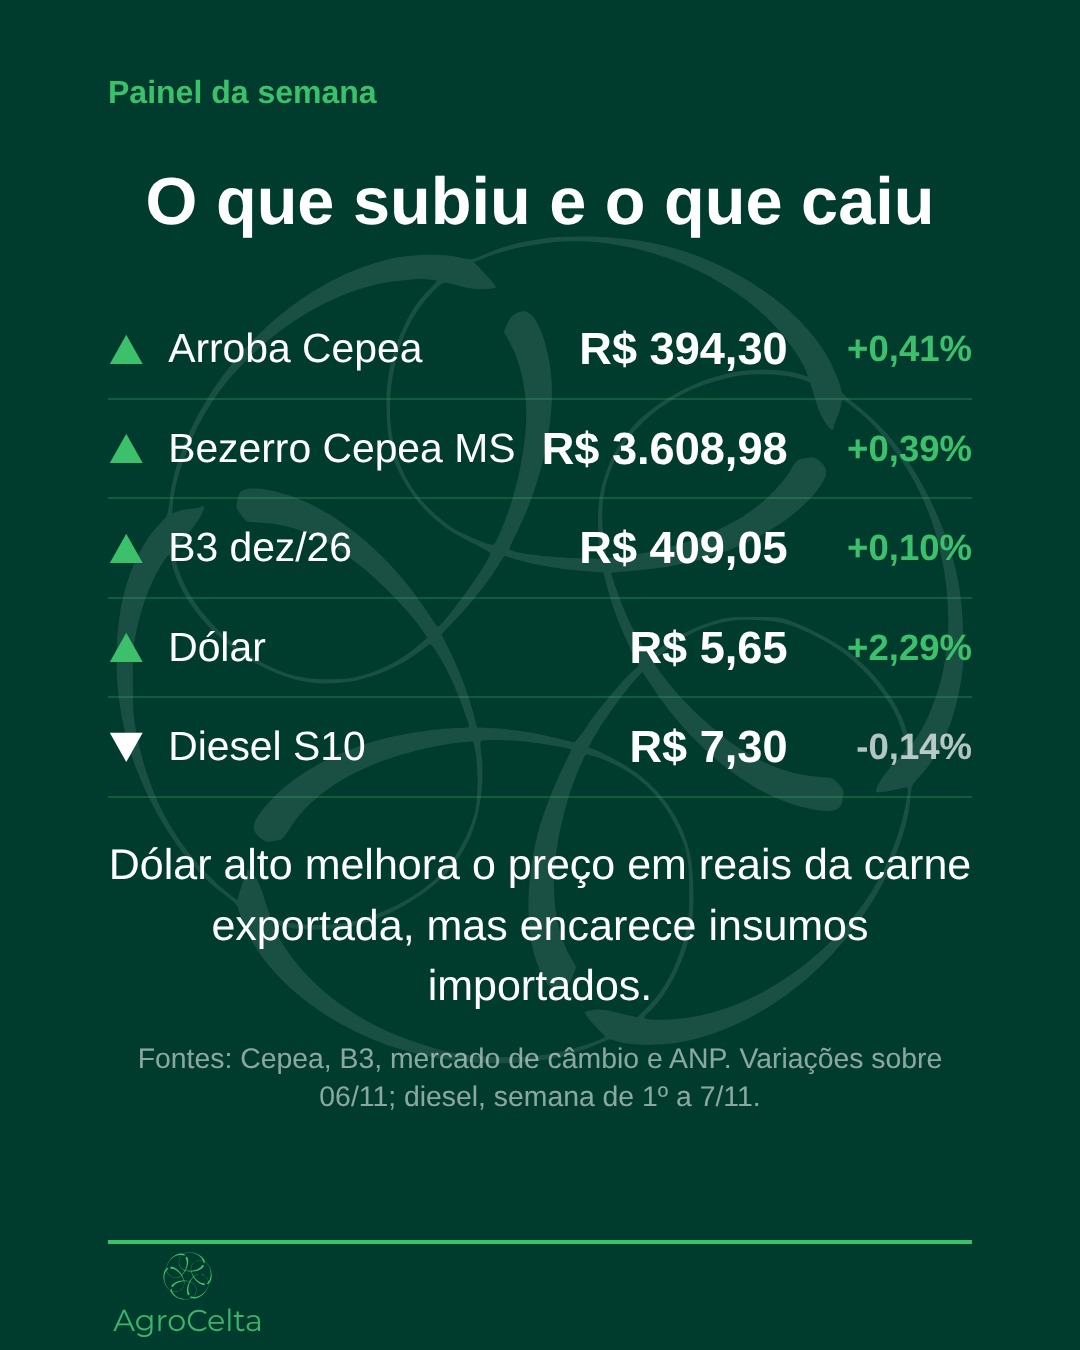 Painel da semana
O que subiu e o que caiu
Arroba Cepea R$ 394,30 +0,41%
Bezerro Cepea MS R$ 3.608,98 +0,39%
B3 dez/26 R$ 409,05 +0,10%
Dólar R$ 5,65 +2,29%
Diesel S10 R$ 7,30 -0,14%
Dólar alto melhora o preço em reais da carne
exportada, mas encarece insumos
importados.
Fontes: Cepea, B3, mercado de câmbio e ANP. Variações sobre
06/11; diesel, semana de 1º a 7/11.
AgroCelta